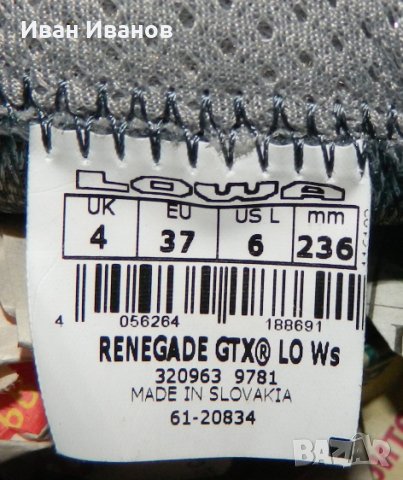 Иван Иванов
LOWA
UK EU US L mm
4 37 6 236
4 056264 188691
RENEGADE GTX® LO Ws
320963 9781
MADE IN SLOVAKIA
61-20834
BAZAR